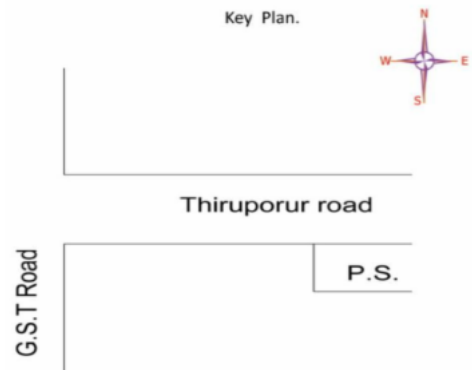 Key Plan.
N
W
E
S
Thiruporur road
P.S.
G.S.T Road